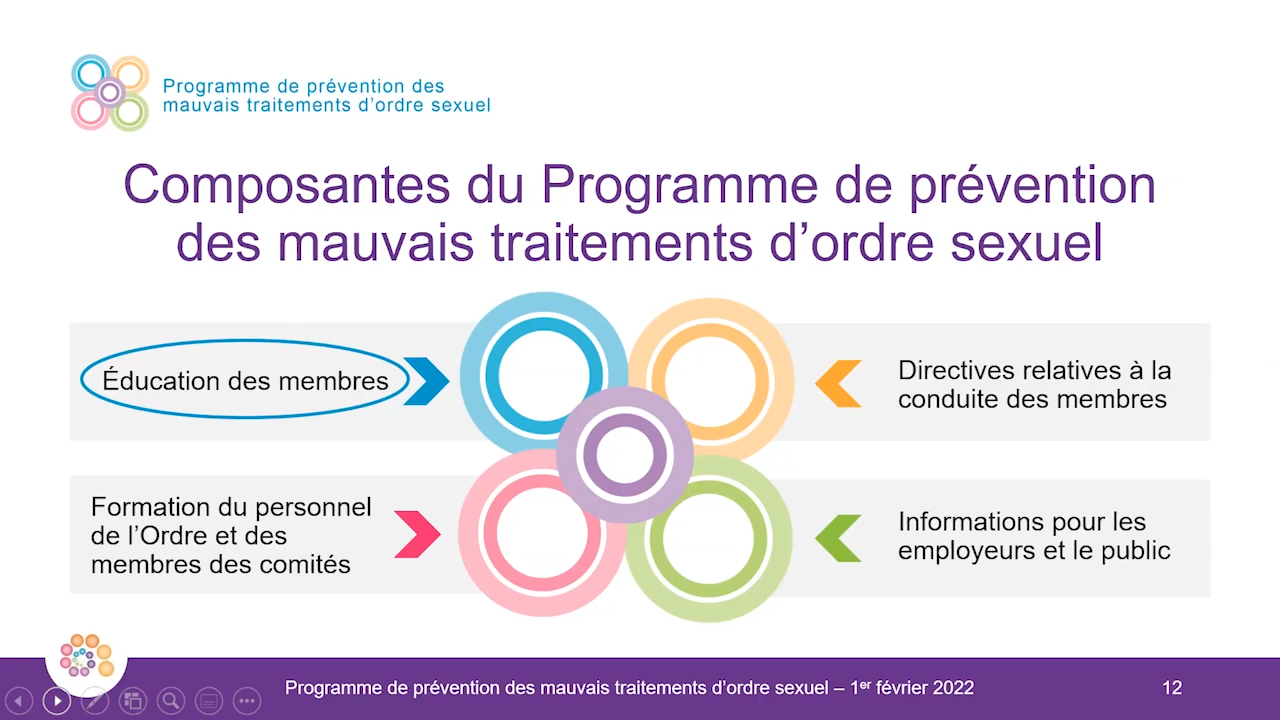 Programme de prévention des
mauvais traitements d’ordre sexuel
Composantes du Programme de prévention
des mauvais traitements d’ordre sexuel
Éducation des membres
Directives relatives à la
conduite des membres
Formation du personnel
de l’Ordre et des
membres des comités
Informations pour les
employeurs et le public
Programme de prévention des mauvais traitements d’ordre sexuel – 1er février 2022
12